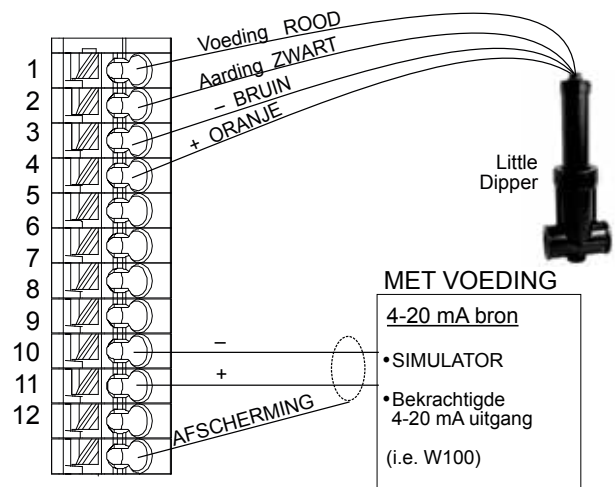 Voeding ROOD
Aarding ZWART
– BRUIN
+ ORANJE
1
2
3
4
5
6
7
8
9
10
11
12
Little
Dipper
MET VOEDING
4-20 mA bron
•SIMULATOR
•Bekrachtigde
4-20 mA uitgang
(i.e. W100)
–
+
AFSCHERMING